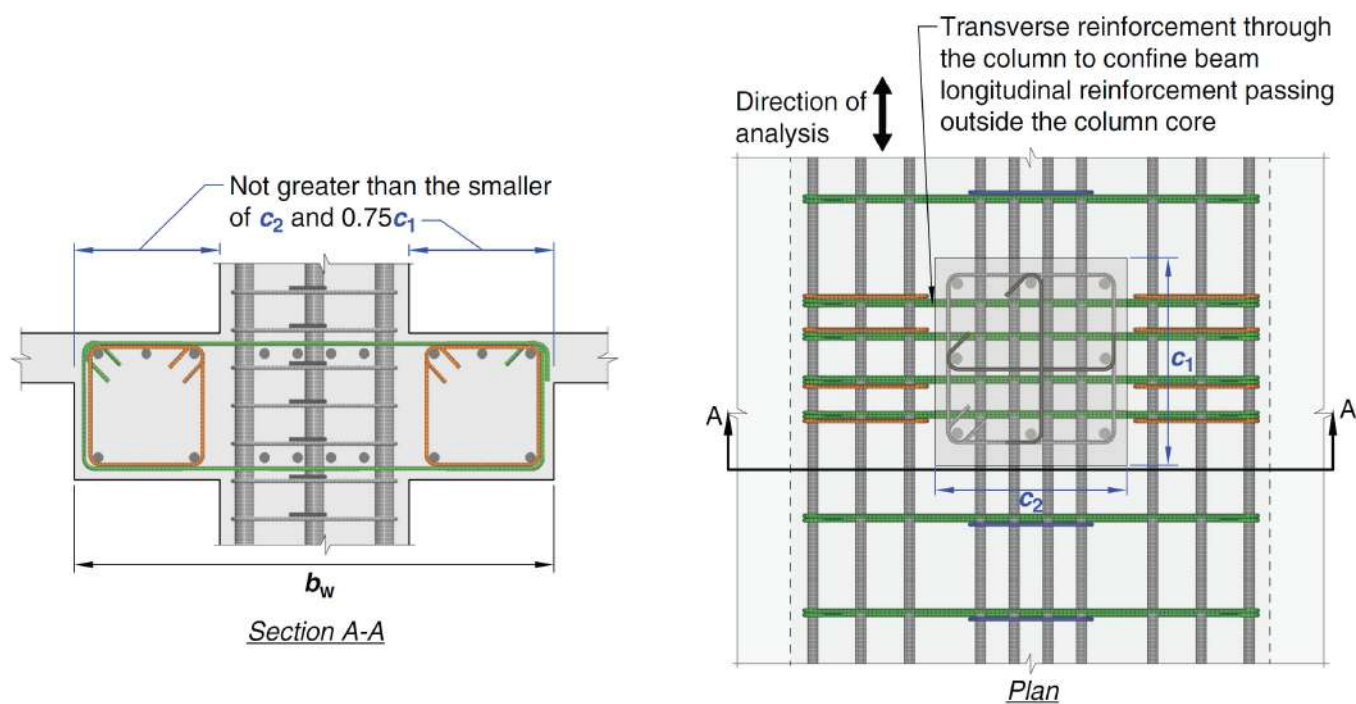 Not greater than the smaller
of c2 and 0.75c1
bw
Section A-A
Transverse reinforcement through
the column to confine beam
longitudinal reinforcement passing
outside the column core
Direction of
analysis
c1
A
A
c2
Plan